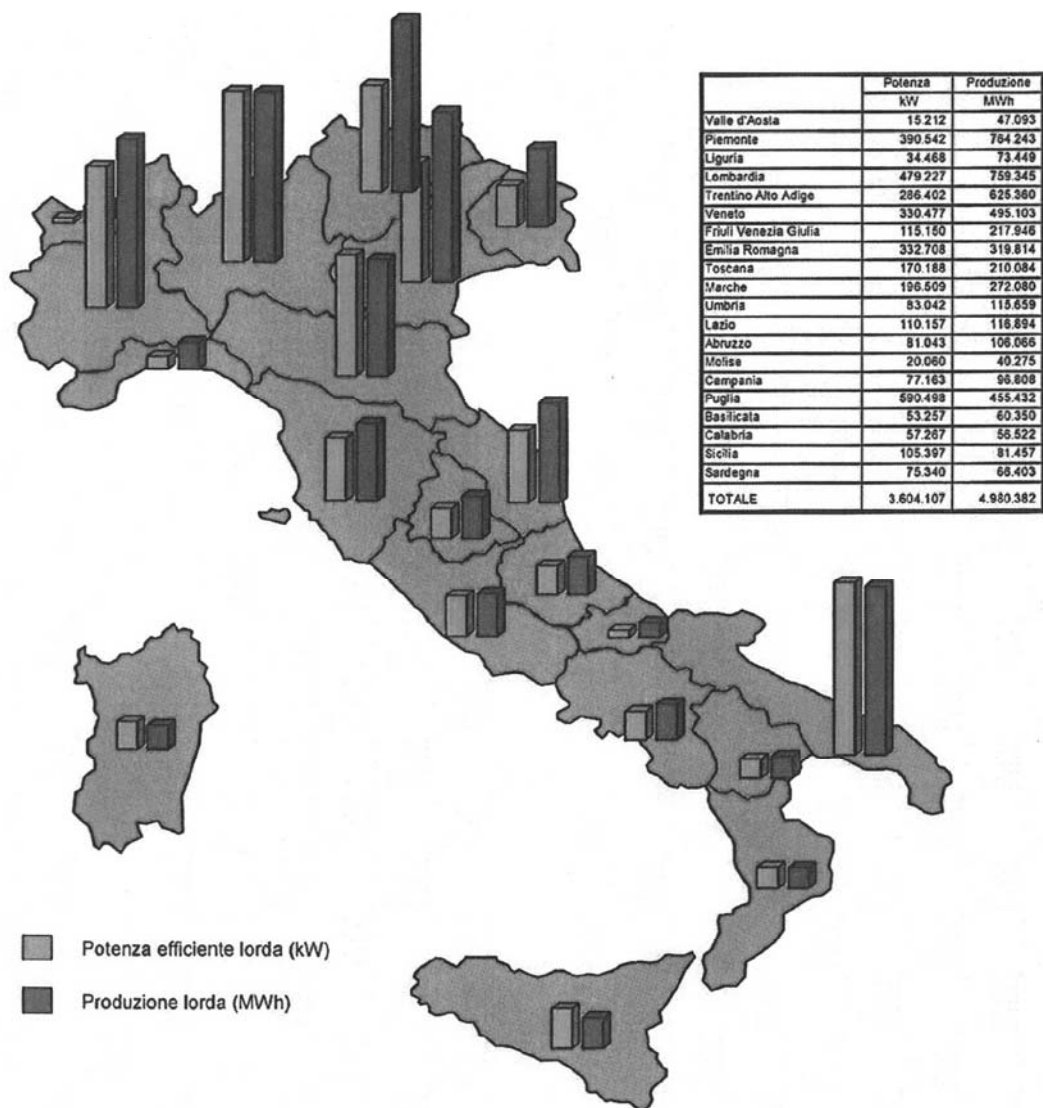 Potenza Produzione
kW MWh
Valle d'Aosta 15.212 47.093
Piemonte 390.542 764.243
Liguria 34.468 73.449
Lombardia 479.227 759.345
Trentino Alto Adige 286.402 625.360
Veneto 330.477 495.103
Friuli Venezia Giulia 115.150 217.946
Emilia Romagna 332.708 319.814
Toscana 170.188 210.084
Marche 196.509 272.080
Umbria 83.042 115.659
Lazio 110.157 116.894
Abruzzo 81.043 106.066
Molise 20.060 40.275
Campania 77.163 96.808
Puglia 590.498 455.432
Basilicata 53.257 60.350
Calabria 57.267 56.522
Sicilia 105.397 81.457
Sardegna 75.340 66.403
TOTALE 3.604.107 4.980.382
Potenza efficiente lorda (kW)
Produzione lorda (MWh)